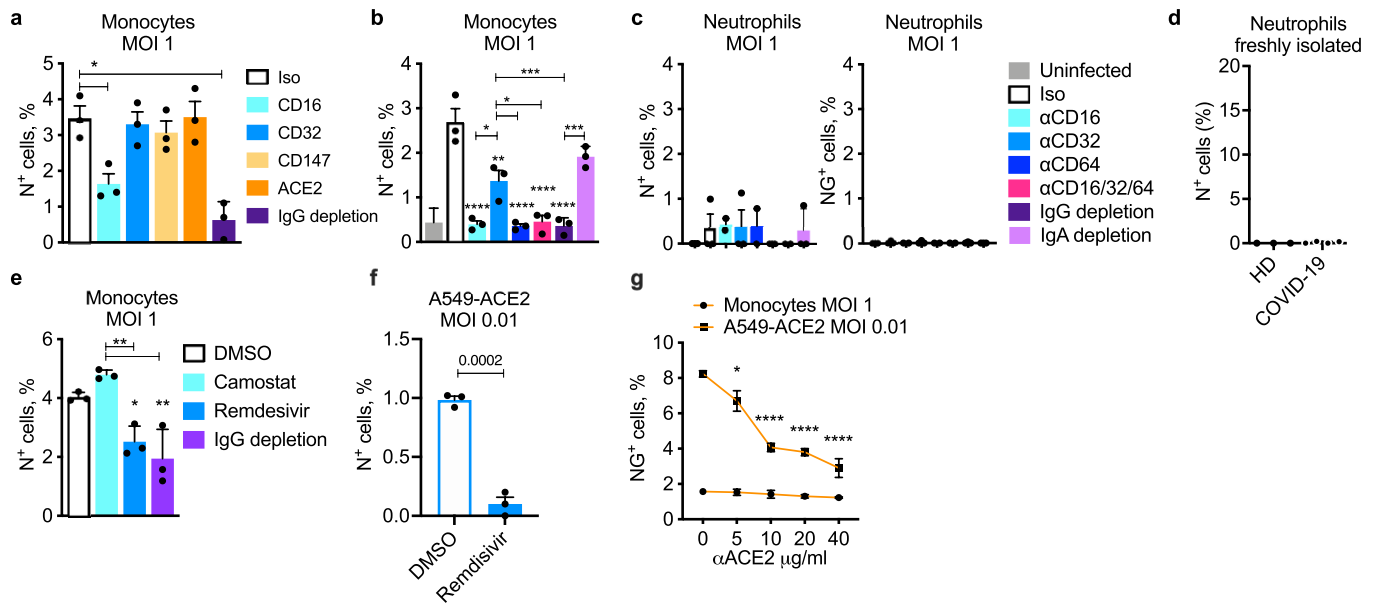 a
Monocytes
MOI 1
N+ cells, %
5
4
3
2
1
0
*
Iso
CD16
CD32
CD147
ACE2
IgG depletion
b
Monocytes
MOI 1
N+ cells, %
4
3
2
1
0
***
*
*
***
**
****
****
****
****
c
Neutrophils
MOI 1
N+ cells, %
4
3
2
1
0
Neutrophils
MOI 1
NG+ cells, %
4
3
2
1
0
Uninfected
Iso
αCD16
αCD32
αCD64
αCD16/32/64
IgG depletion
IgA depletion
d
Neutrophils
freshly isolated
N+ cells (%)
20
15
10
5
0
HD
COVID-19
e
Monocytes
MOI 1
N+ cells, %
6
4
2
0
**
*
**
DMSO
Camostat
Remdesivir
IgG depletion
f
A549-ACE2
MOI 0.01
N+ cells, %
1.5
1.0
0.5
0.0
0.0002
DMSO
Remdisivir
g
Monocytes MOI 1
A549-ACE2 MOI 0.01
NG+ cells, %
10
8
6
4
2
0
*
****
****
****
0 5 10 20 40
αACE2 μg/ml